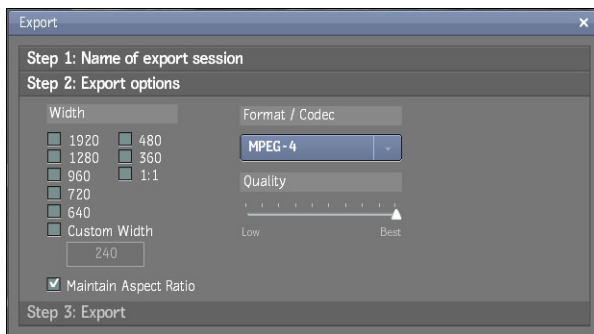 Export
Step 1: Name of export session
Step 2: Export options
Width
1920
480
1280
360
960
1:1
720
640
Custom Width
240
Maintain Aspect Ratio
Format / Codec
MPEG-4
Quality
Low
Best
Step 3: Export